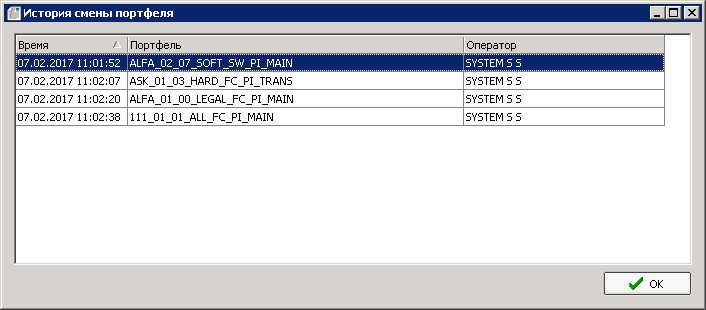 История смены портфеля
Время Портфель Оператор
07.02.2017 11:01:52 ALFA_02_07_SOFT_SW_PI_MAIN SYSTEM S S
07.02.2017 11:02:07 ASK_01_03_HARD_FC_PI_TRANS SYSTEM S S
07.02.2017 11:02:20 ALFA_01_00_LEGAL_FC_PI_MAIN SYSTEM S S
07.02.2017 11:02:38 111_01_01_ALL_FC_PI_MAIN SYSTEM S S
OK